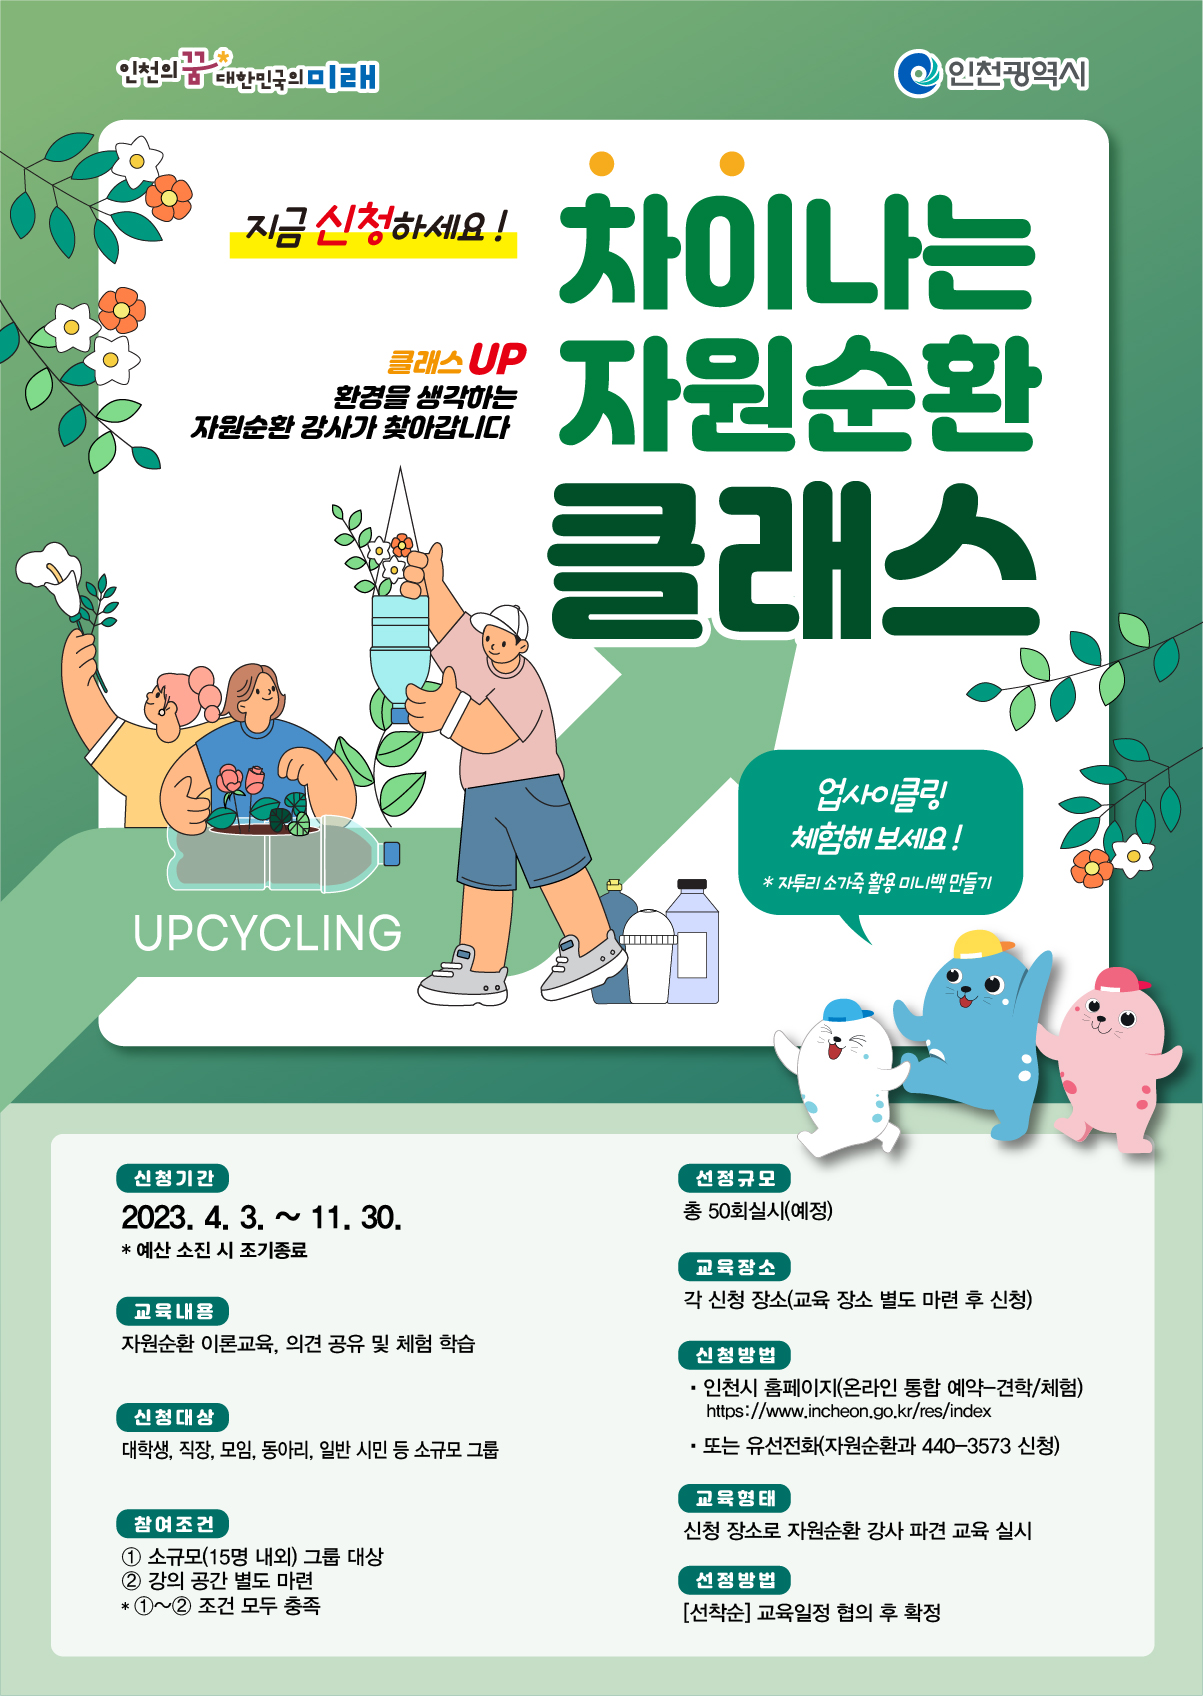 인천의 꿈 대한민국의 미래
인천광역시
지금 신청하세요!
차이나는
자원순환
클래스
클래스 UP
환경을 생각하는
자원순환 강사가 찾아갑니다
업사이클링
체험해 보세요!
* 자투리 소가죽 활용 미니백 만들기
UPCYCLING
신청기간
2023. 4. 3. ~ 11. 30.
* 예산 소진 시 조기종료
교육내용
자원순환 이론교육, 의견 공유 및 체험 학습
신청대상
대학생, 직장, 모임, 동아리, 일반 시민 등 소규모 그룹
참여조건
① 소규모(15명 내외) 그룹 대상
② 강의 공간 별도 마련
* ①~② 조건 모두 충족
선정규모
총 50회실시(예정)
교육장소
각 신청 장소(교육 장소 별도 마련 후 신청)
신청방법
· 인천시 홈페이지(온라인 통합 예약-견학/체험)
https://www.incheon.go.kr/res/index
· 또는 유선전화(자원순환과 440-3573 신청)
교육형태
신청 장소로 자원순환 강사 파견 교육 실시
선정방법
[선착순] 교육일정 협의 후 확정